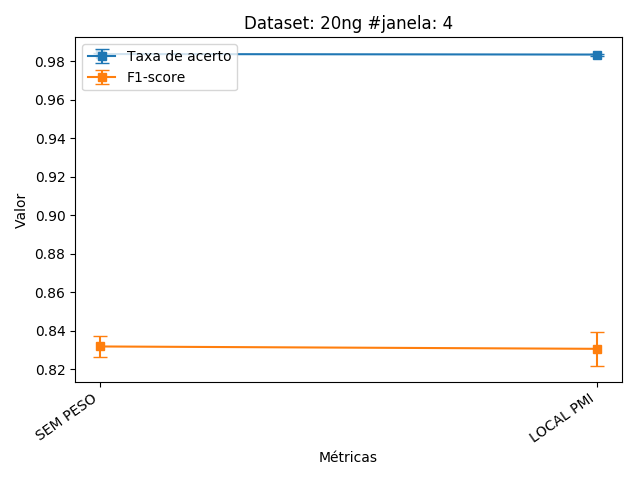 Dataset: 20ng #janela: 4
Taxa de acerto
F1-score
Valor
0.98
0.96
0.94
0.92
0.90
0.88
0.86
0.84
0.82
SEM PESO
LOCAL PMI
Métricas